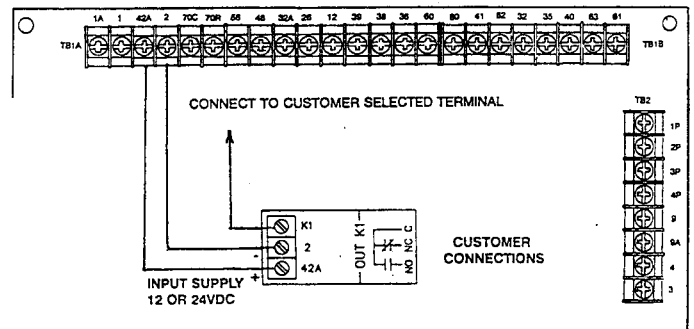 1A 1 42A 2 70C 70R 56 48 32A 26 12 39 38 36 60 80 41 62 32 35 40 63 61
TB1A TB1B
CONNECT TO CUSTOMER SELECTED TERMINAL
TB2
1P
2P
3P
4P
9
9A
4
3
K1
2
42A
OUT K1
NO NC C
CUSTOMER
CONNECTIONS
-
+
INPUT SUPPLY
12 OR 24VDC